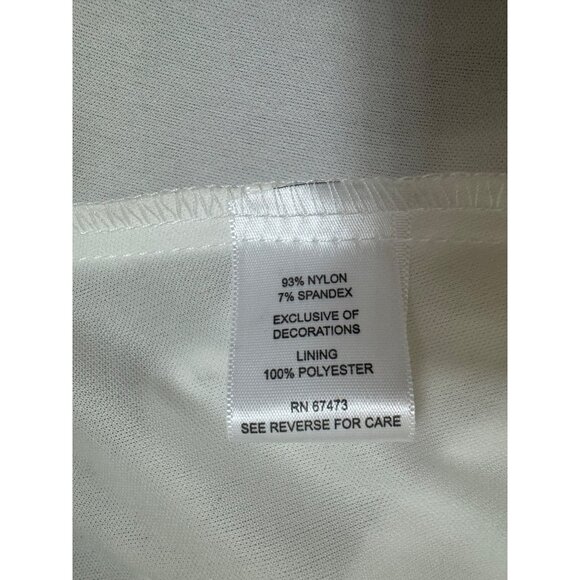 93% NYLON
7% SPANDEX
EXCLUSIVE OF
DECORATIONS
LINING
100% POLYESTER
RN 67473
SEE REVERSE FOR CARE